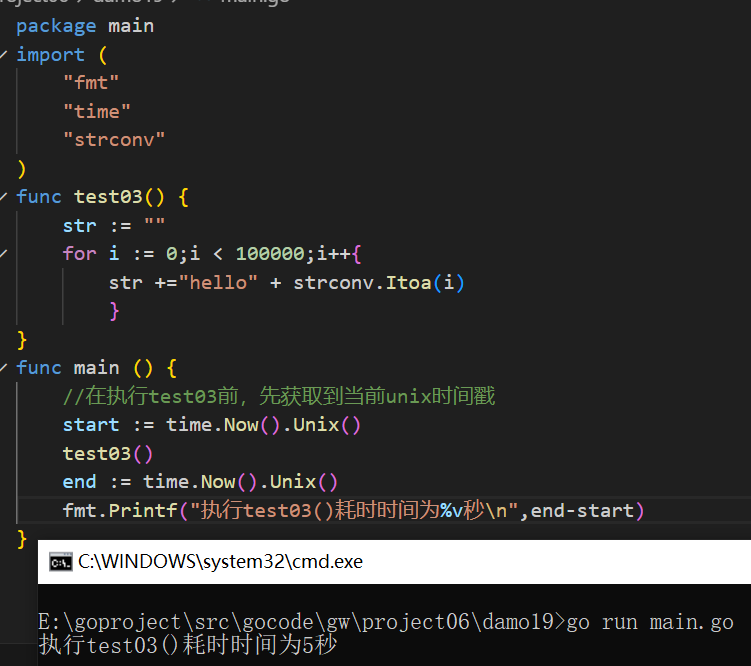 package main
import (
"fmt"
"time"
"strconv"
)
func test03() {
str := ""
for i := 0;i < 100000;i++{
str +="hello" + strconv.Itoa(i)
}
}
func main () {
//在执行test03前，先获取到当前unix时间戳
start := time.Now().Unix()
test03()
end := time.Now().Unix()
fmt.Printf("执行test03()耗时时间为%v秒\n",end-start)
}
C:\WINDOWS\system32\cmd.exe
E:\goproject\src\gocode\gw\project06\damo19>go run main.go
执行test03()耗时时间为5秒